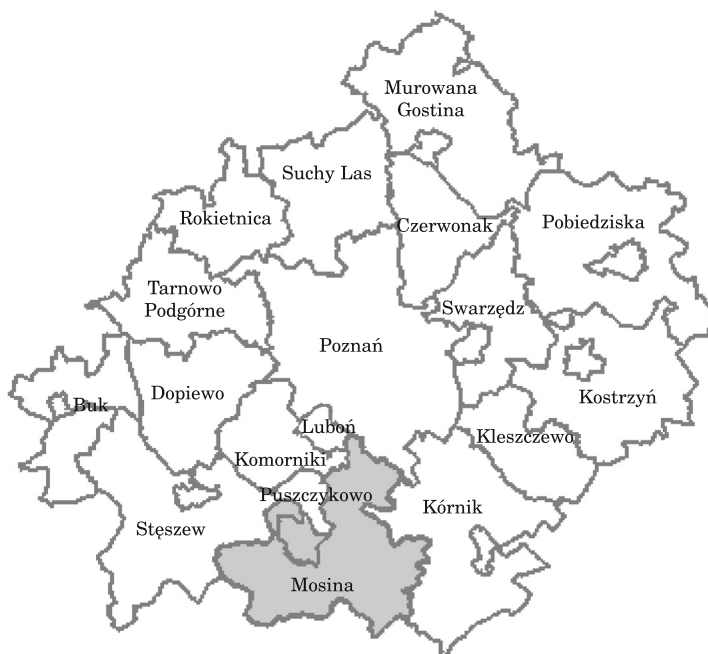 Murowana
Gostina
Suchy Las
Rokietnica
Czerwonak
Pobiedziska
Tarnowo
Podgórne
Swarzędz
Poznań
Dopiewo
Buk
Kostrzyń
Luboń
Kleszczewo
Komorniki
Puszczykowo
Kórnik
Stęszew
Mosina